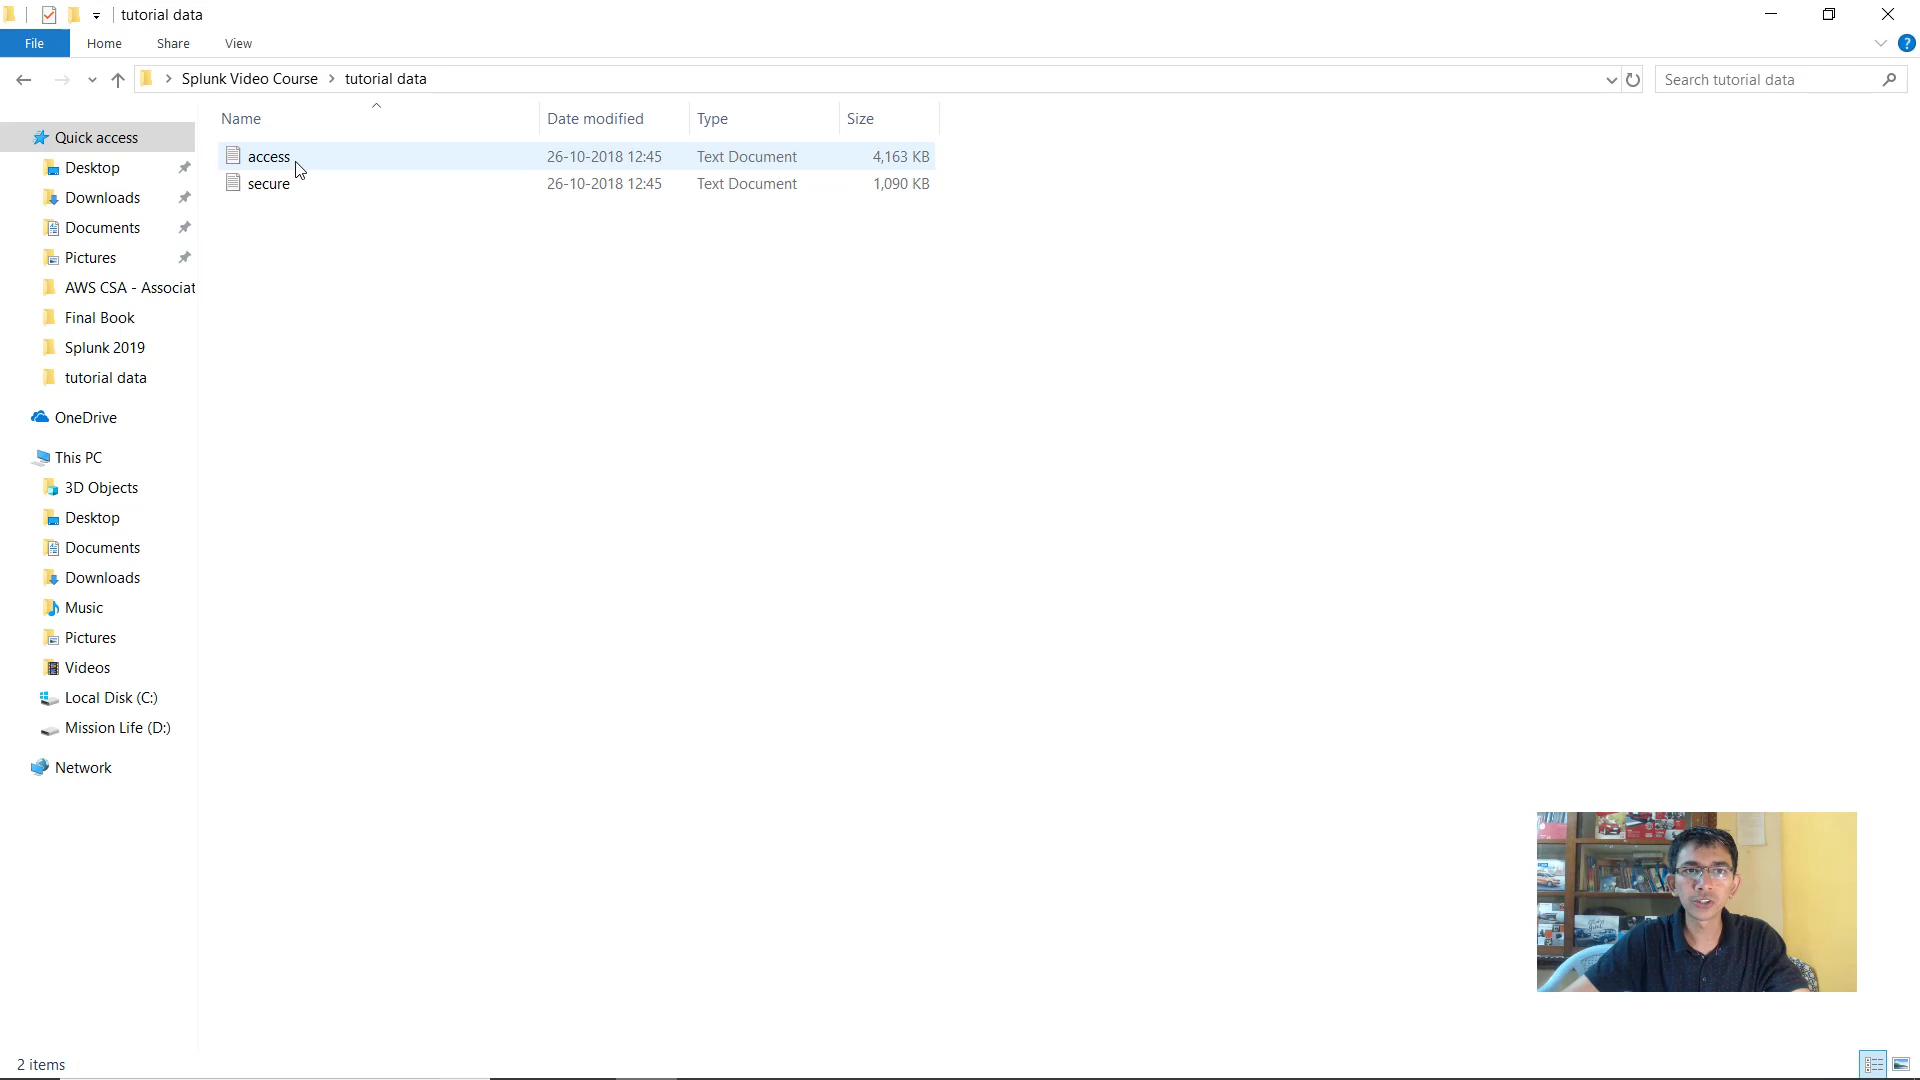 tutorial data
File Home Share View
Splunk Video Course tutorial data
Search tutorial data
Name Date modified Type Size
access 26-10-2018 12:45 Text Document 4,163 KB
secure 26-10-2018 12:45 Text Document 1,090 KB
Quick access
Desktop
Downloads
Documents
Pictures
AWS CSA - Associat
Final Book
Splunk 2019
tutorial data
OneDrive
This PC
3D Objects
Desktop
Documents
Downloads
Music
Pictures
Videos
Local Disk (C:)
Mission Life (D:)
Network
2 items